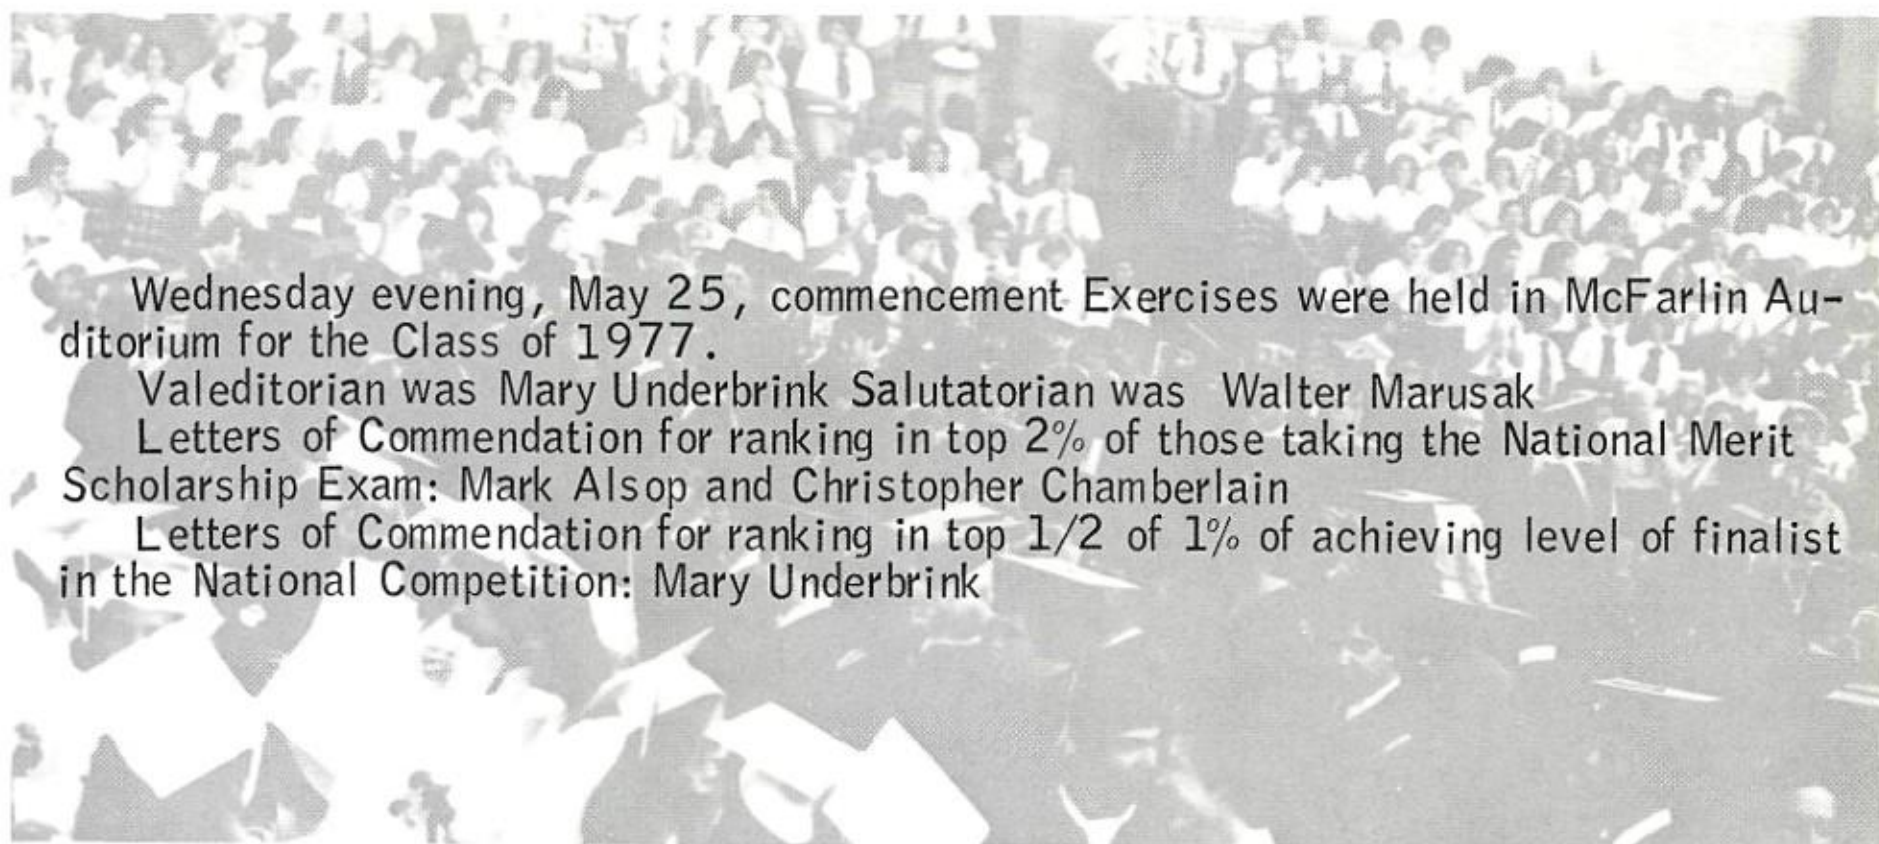 Wednesday evening, May 25, commencement Exercises were held in McFarlin Au-
ditorium for the Class of 1977.
Valeditorian was Mary Underbrink Salutatorian was Walter Marusak
Letters of Commendation for ranking in top 2% of those taking the National Merit
Scholarship Exam: Mark Alsop and Christopher Chamberlain
Letters of Commendation for ranking in top 1/2 of 1% of achieving level of finalist
in the National Competition: Mary Underbrink